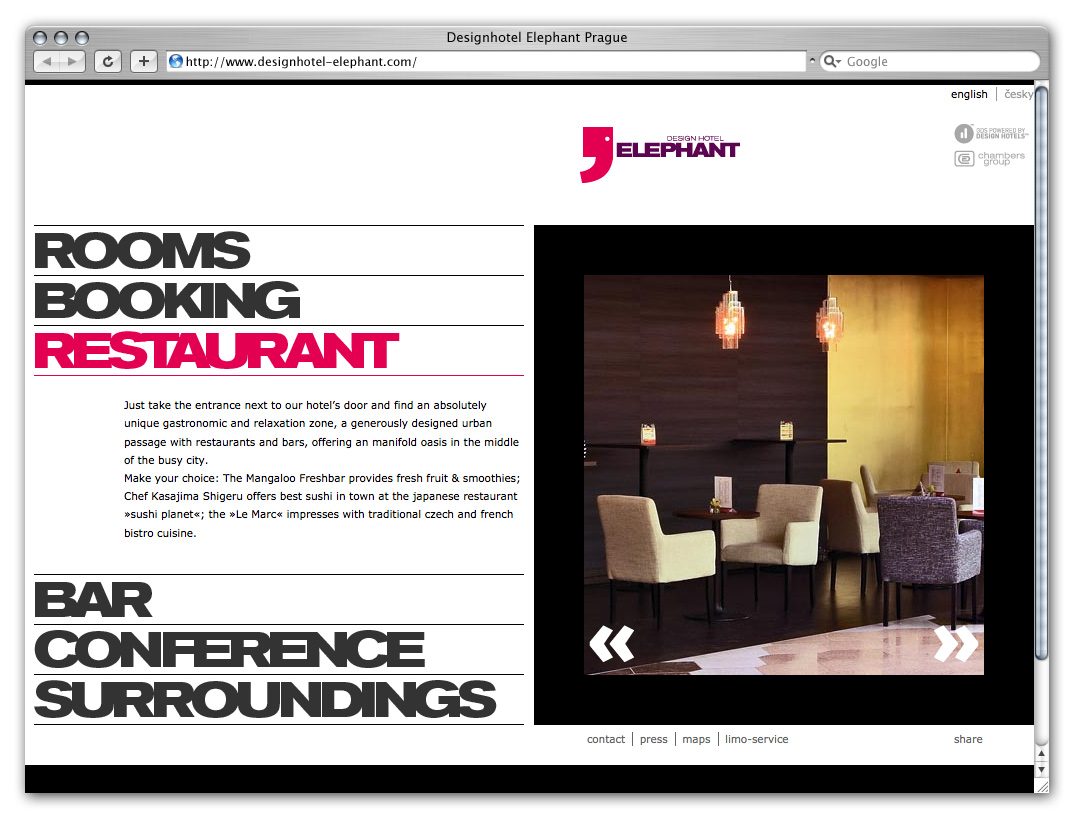 Designhotel Elephant Prague
http://www.designhotel-elephant.com/
Google
english
česky
DESIGN HOTEL
ELEPHANT
DDS POWERED BY
DESIGN HOTELS™
chambers
group
ROOMS
BOOKING
RESTAURANT
Just take the entrance next to our hotel's door and find an absolutely
unique gastronomic and relaxation zone, a generously designed urban
passage with restaurants and bars, offering an manifold oasis in the middle
of the busy city.
Make your choice: The Mangaloo Freshbar provides fresh fruit & smoothies;
Chef Kasajima Shigeru offers best sushi in town at the japanese restaurant
»sushi planet«; the »Le Marc« impresses with traditional czech and french
bistro cuisine.
BAR
CONFERENCE
SURROUNDINGS
contact | press | maps | limo-service
share